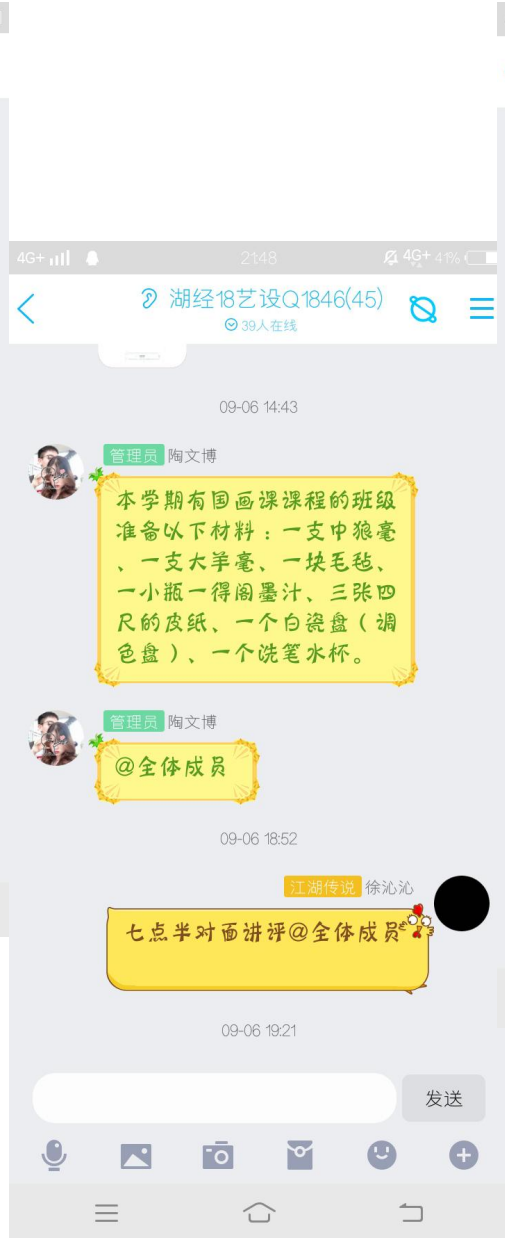 4G+ 21:48 4G+ 41%
湖经18艺设Q1846(45)
39人在线
09-06 14:43
管理员 陶文博
本学期有国画课课程的班级
准备以下材料：一支中狼毫
、一支大羊毫、一块毛毡、
一小瓶一得阁墨汁、三张四
尺的皮纸、一个白瓷盘（调
色盘）、一个洗笔水杯。
管理员 陶文博
@全体成员
09-06 18:52
江湖传说 徐沁沁
七点半对面讲评@全体成员
09-06 19:21
发送